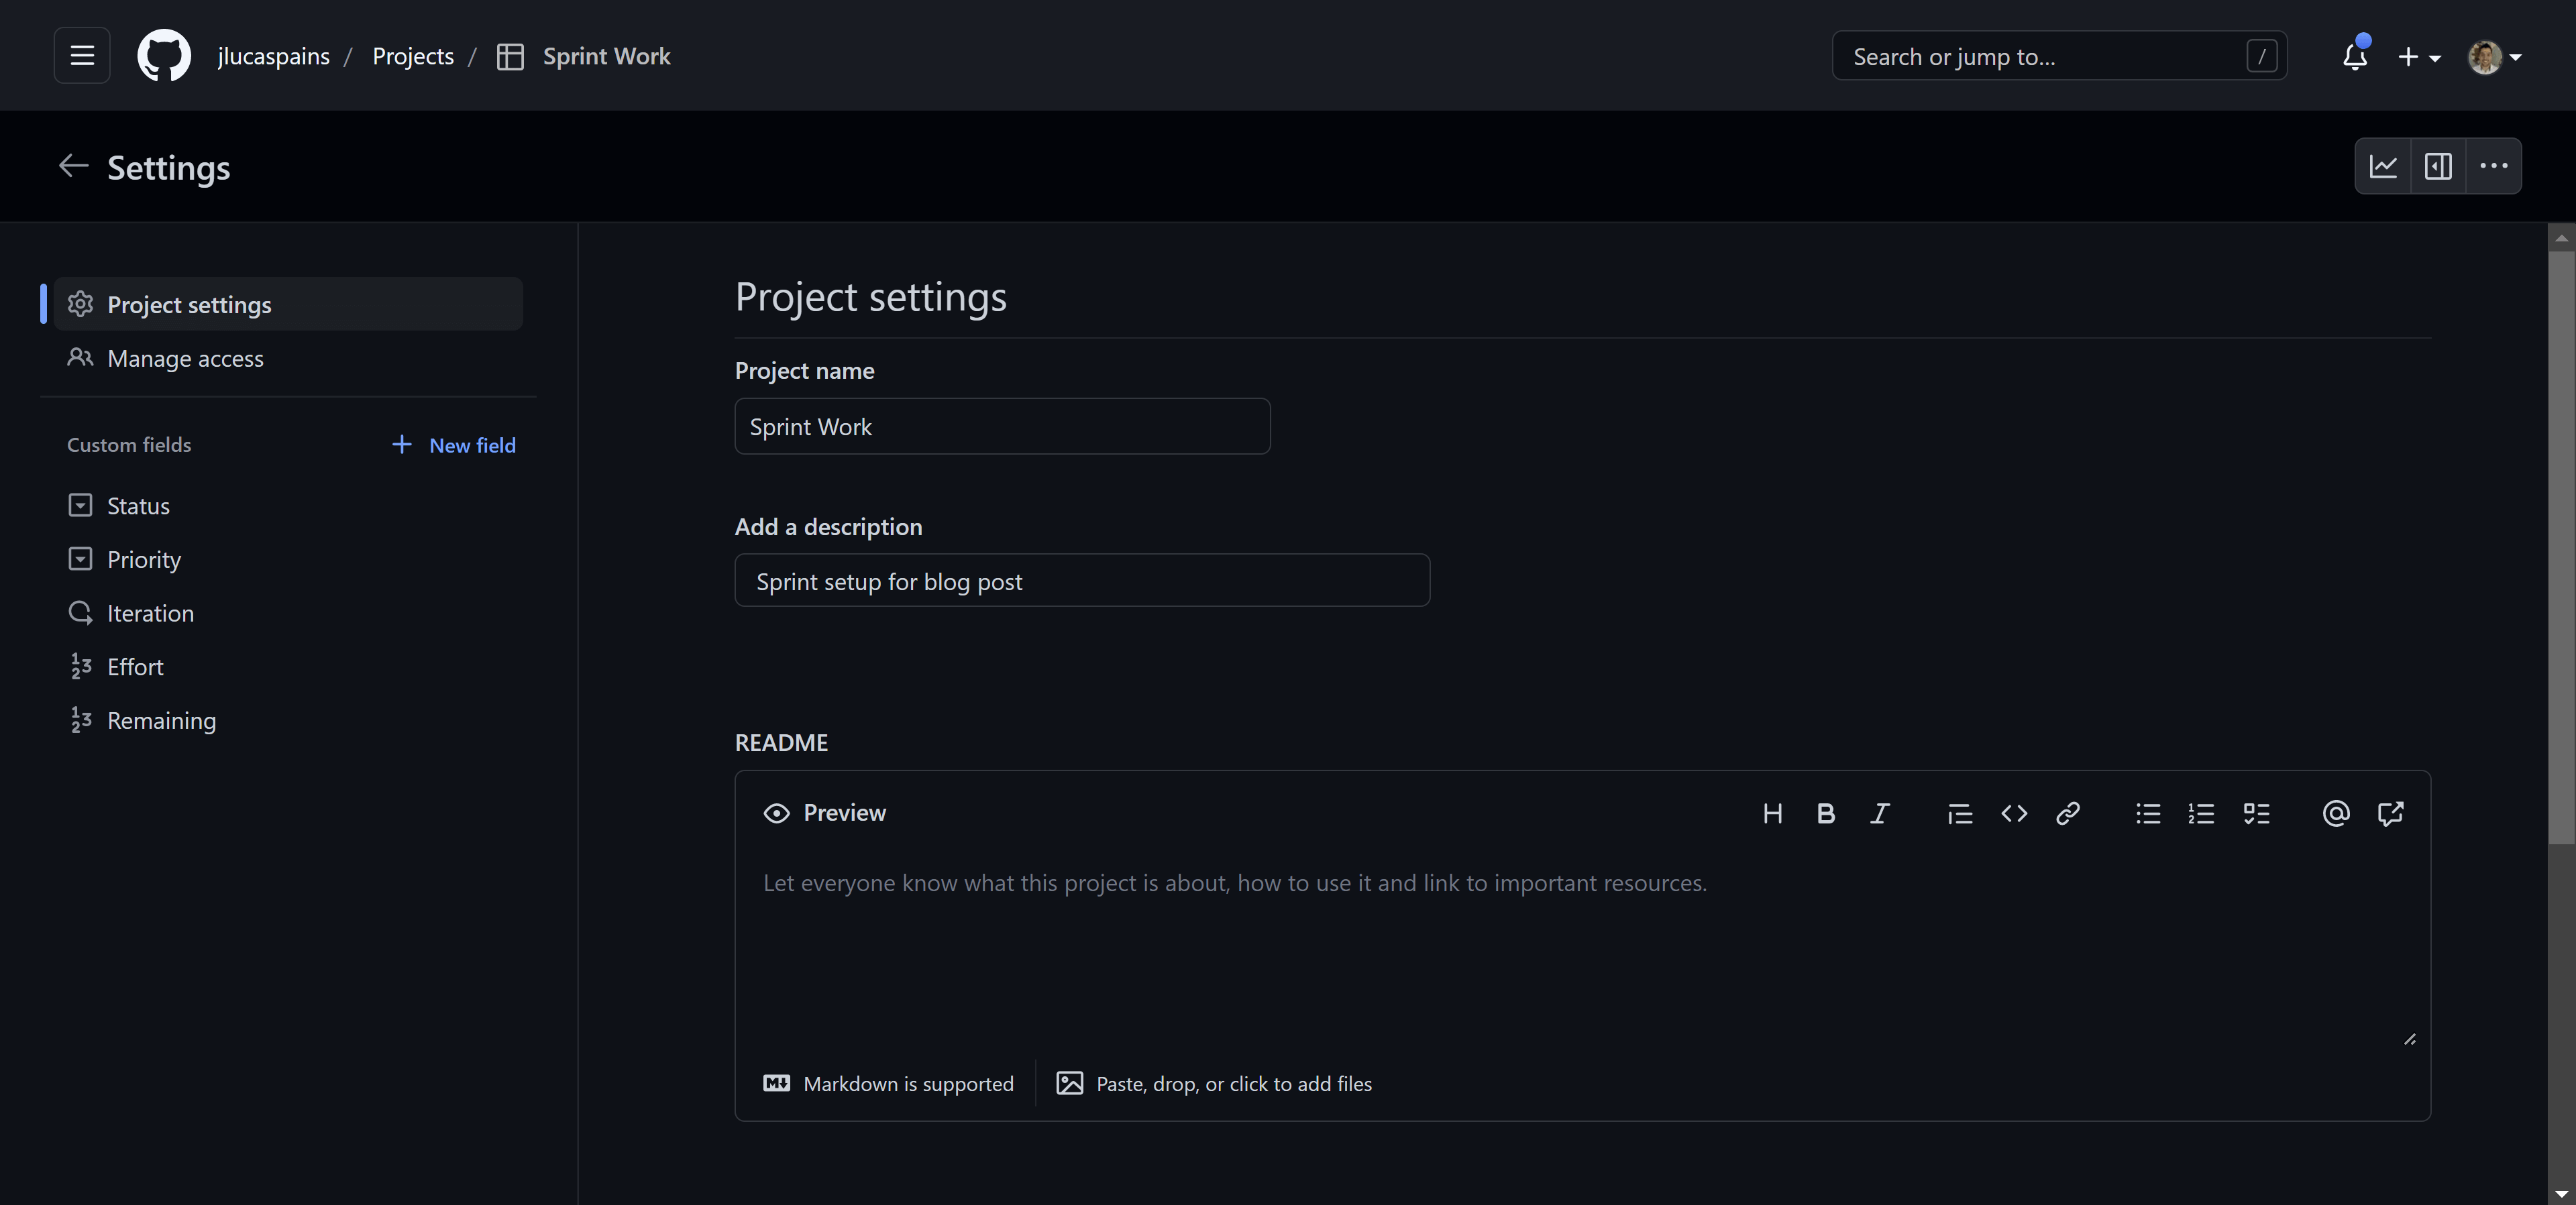 jlucaspains / Projects / Sprint Work
Search or jump to... /
Settings
Project settings
Manage access
Custom fields
New field
Status
Priority
Iteration
Effort
Remaining
Project settings
Project name
Sprint Work
Add a description
Sprint setup for blog post
README
Preview
Let everyone know what this project is about, how to use it and link to important resources.
Markdown is supported
Paste, drop, or click to add files